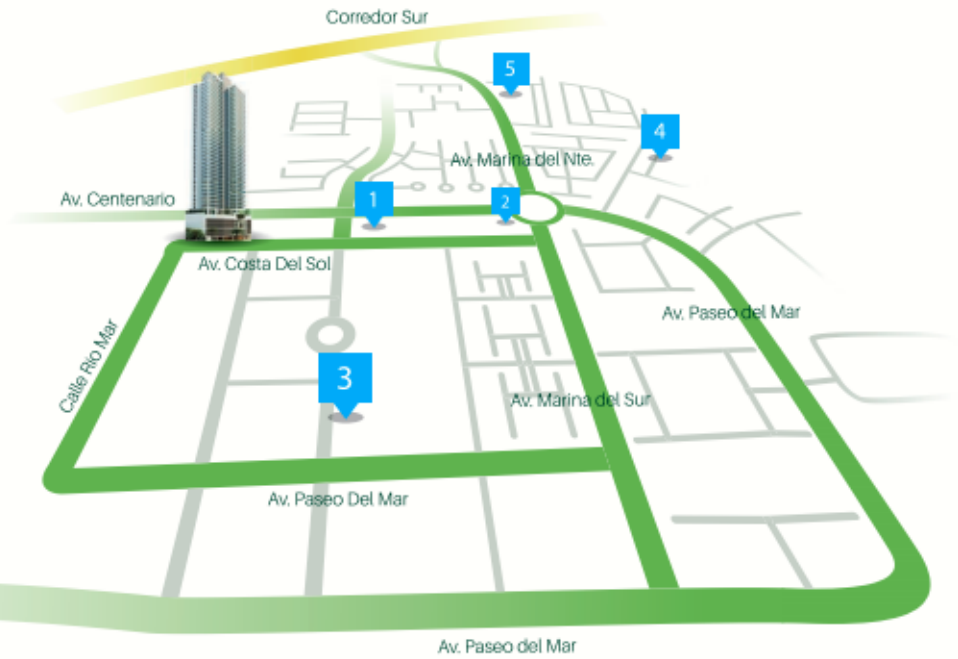 Corredor Sur
5
4
Av. Marina del Nte.
Av. Centenario
1
2
Av. Costa Del Sol
Av. Paseo del Mar
Calle Rio Mar
3
Av. Marina del Sur
Av. Paseo Del Mar
Av. Paseo del Mar